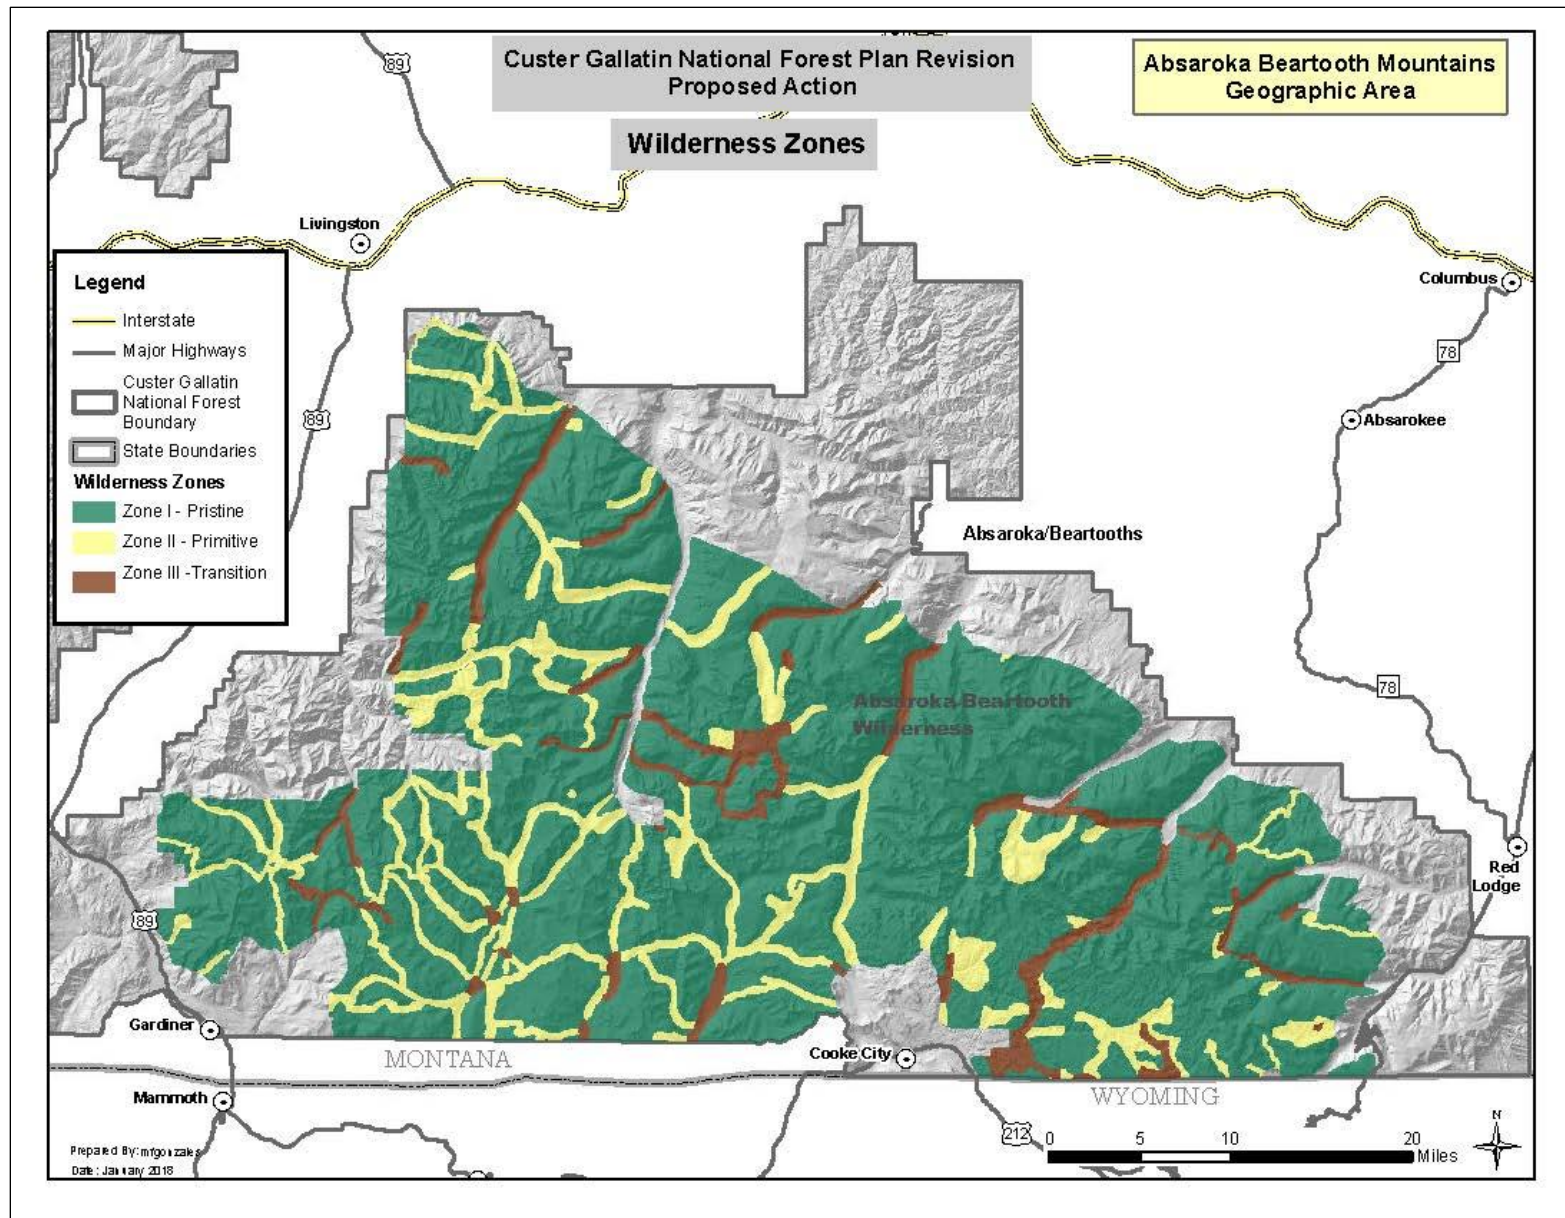 Custer Gallatin National Forest Plan Revision
Proposed Action
Wilderness Zones
Absaroka Beartooth Mountains
Geographic Area
89
Livingston
Columbus
78
Absarokee
89
Legend
Interstate
Major Highways
Custer Gallatin
National Forest
Boundary
State Boundaries
Wilderness Zones
Zone I - Pristine
Zone II - Primitive
Zone III -Transition
Absaroka/Beartooths
78
Absaroka Beartooth
Wilderness
Red
Lodge
89
Gardiner
MONTANA
Cooke City
Mammoth
WYOMING
212
0 5 10 20
Miles
N
Prepared By: mfgonzales
Date: January 2018